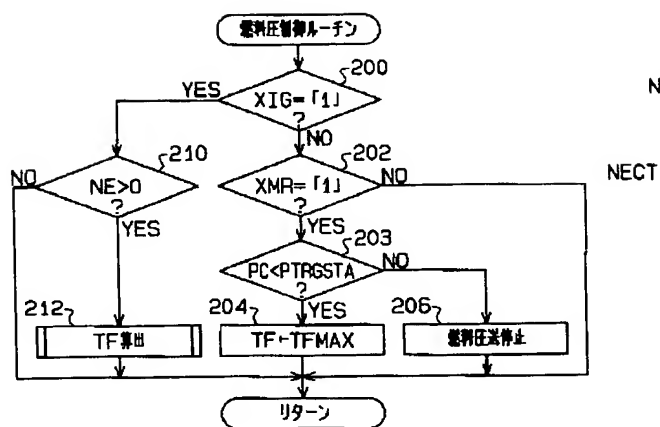 燃料圧制御ルーチン
200
XIG=「1」
?
YES
NO
N
210
NE>0
?
NO
YES
202
XMR=「1」
?
NO
YES
NECT
203
PC<PTRGSTA
?
NO
YES
212
TF算出
204
TF←TFMAX
206
燃料圧送停止
リターン